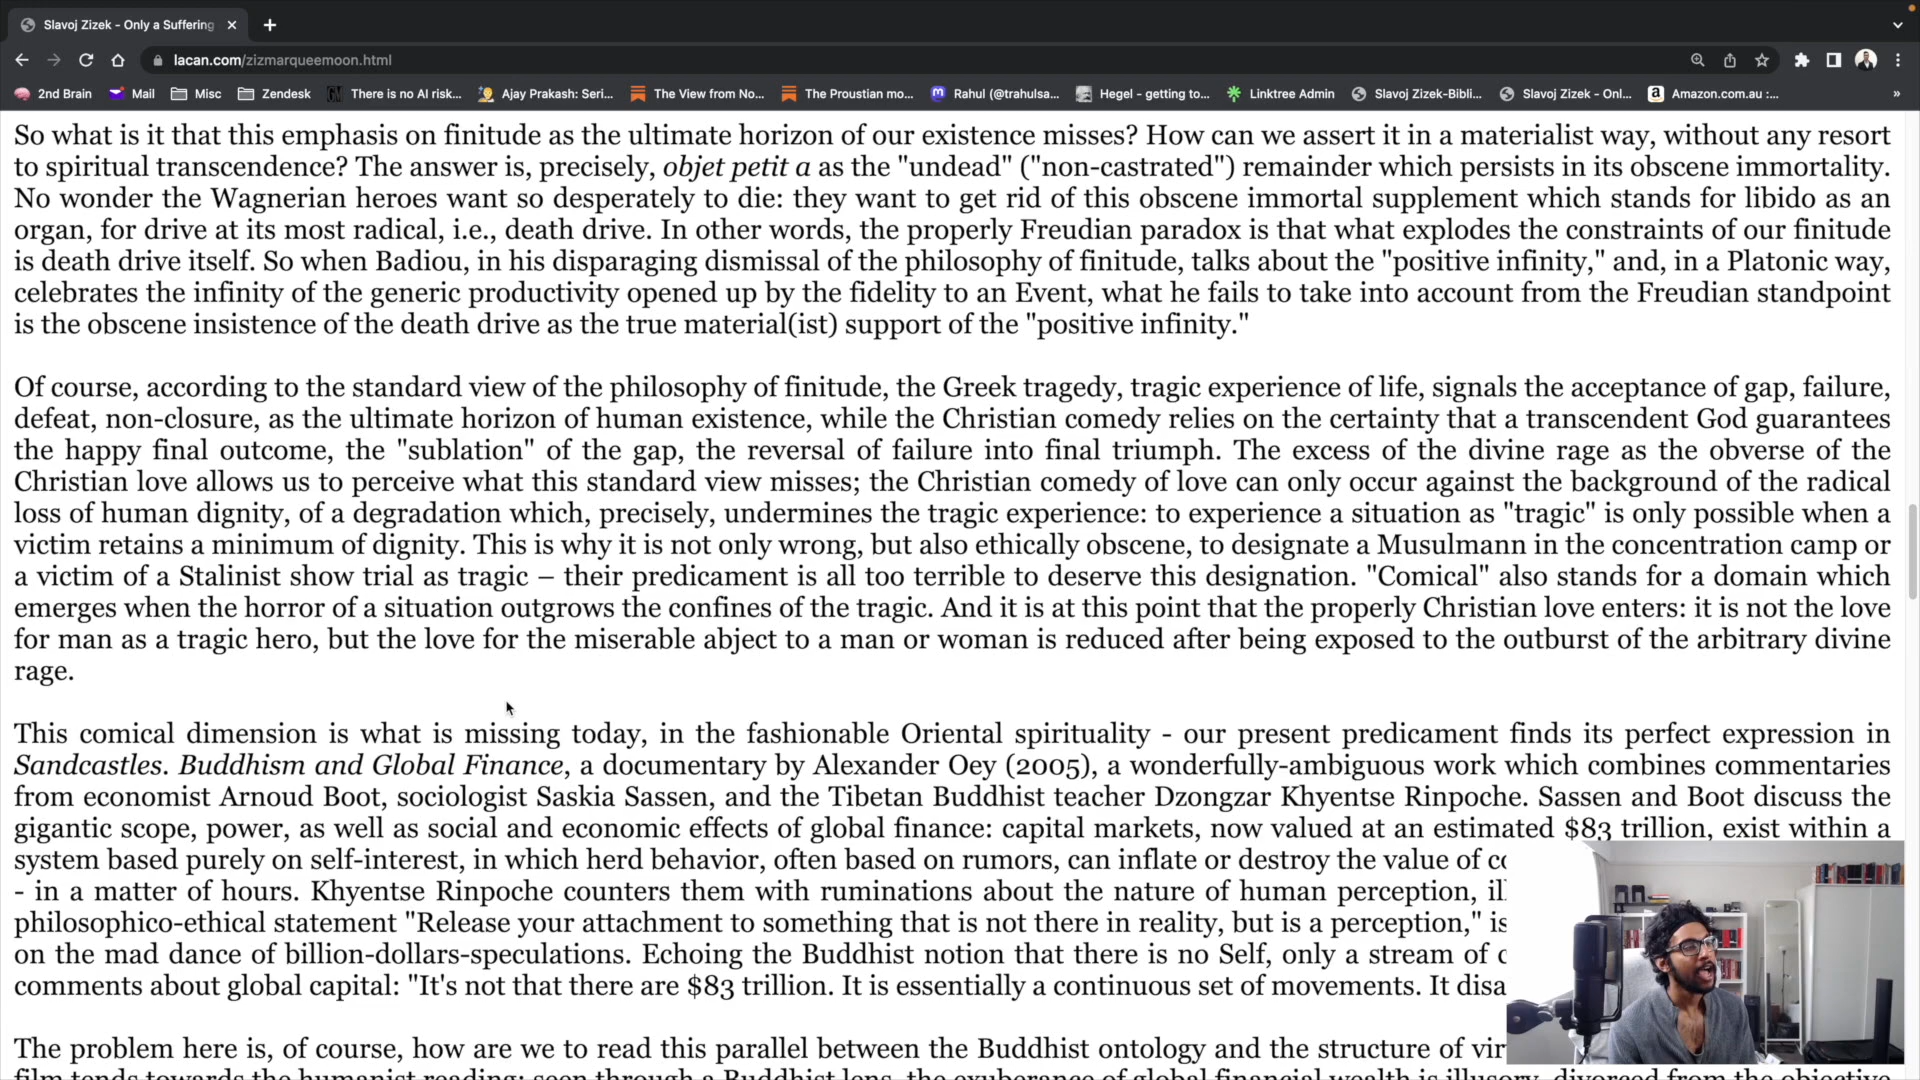 Slavoj Zizek - Only a Suffering
lacan.com/zizmarqueemoon.html
2nd Brain
Mail
Misc
Zendesk
There is no AI risk...
Ajay Prakash: Seri...
The View from No...
The Proustian mo...
Rahul (@trahulsa...
Hegel - getting to...
Linktree Admin
Slavoj Zizek-Bibli...
Slavoj Zizek - Onl...
Amazon.com.au :...
So what is it that this emphasis on finitude as the ultimate horizon of our existence misses? How can we assert it in a materialist way, without any resort
to spiritual transcendence? The answer is, precisely, objet petit a as the "undead" ("non-castrated") remainder which persists in its obscene immortality.
No wonder the Wagnerian heroes want so desperately to die: they want to get rid of this obscene immortal supplement which stands for libido as an
organ, for drive at its most radical, i.e., death drive. In other words, the properly Freudian paradox is that what explodes the constraints of our finitude
is death drive itself. So when Badiou, in his disparaging dismissal of the philosophy of finitude, talks about the "positive infinity," and, in a Platonic way,
celebrates the infinity of the generic productivity opened up by the fidelity to an Event, what he fails to take into account from the Freudian standpoint
is the obscene insistence of the death drive as the true material(ist) support of the "positive infinity."
Of course, according to the standard view of the philosophy of finitude, the Greek tragedy, tragic experience of life, signals the acceptance of gap, failure,
defeat, non-closure, as the ultimate horizon of human existence, while the Christian comedy relies on the certainty that a transcendent God guarantees
the happy final outcome, the "sublation" of the gap, the reversal of failure into final triumph. The excess of the divine rage as the obverse of the
Christian love allows us to perceive what this standard view misses; the Christian comedy of love can only occur against the background of the radical
loss of human dignity, of a degradation which, precisely, undermines the tragic experience: to experience a situation as "tragic" is only possible when a
victim retains a minimum of dignity. This is why it is not only wrong, but also ethically obscene, to designate a Musulmann in the concentration camp or
a victim of a Stalinist show trial as tragic – their predicament is all too terrible to deserve this designation. "Comical" also stands for a domain which
emerges when the horror of a situation outgrows the confines of the tragic. And it is at this point that the properly Christian love enters: it is not the love
for man as a tragic hero, but the love for the miserable abject to a man or woman is reduced after being exposed to the outburst of the arbitrary divine
rage.
This comical dimension is what is missing today, in the fashionable Oriental spirituality - our present predicament finds its perfect expression in
Sandcastles. Buddhism and Global Finance, a documentary by Alexander Oey (2005), a wonderfully-ambiguous work which combines commentaries
from economist Arnoud Boot, sociologist Saskia Sassen, and the Tibetan Buddhist teacher Dzongzar Khyentse Rinpoche. Sassen and Boot discuss the
gigantic scope, power, as well as social and economic effects of global finance: capital markets, now valued at an estimated $83 trillion, exist within a
system based purely on self-interest, in which herd behavior, often based on rumors, can inflate or destroy the value of
- in a matter of hours. Khyentse Rinpoche counters them with ruminations about the nature of human perception,
philosophico-ethical statement "Release your attachment to something that is not there in reality, but is a perception," is
on the mad dance of billion-dollars-speculations. Echoing the Buddhist notion that there is no Self, only a stream of
comments about global capital: "It's not that there are $83 trillion. It is essentially a continuous set of movements. It
The problem here is, of course, how are we to read this parallel between the Buddhist ontology and the structure of
film tends towards the humanist reading: seen through a Buddhist lens, the exuberance of global financial wealth is illusory, divorced from the objective